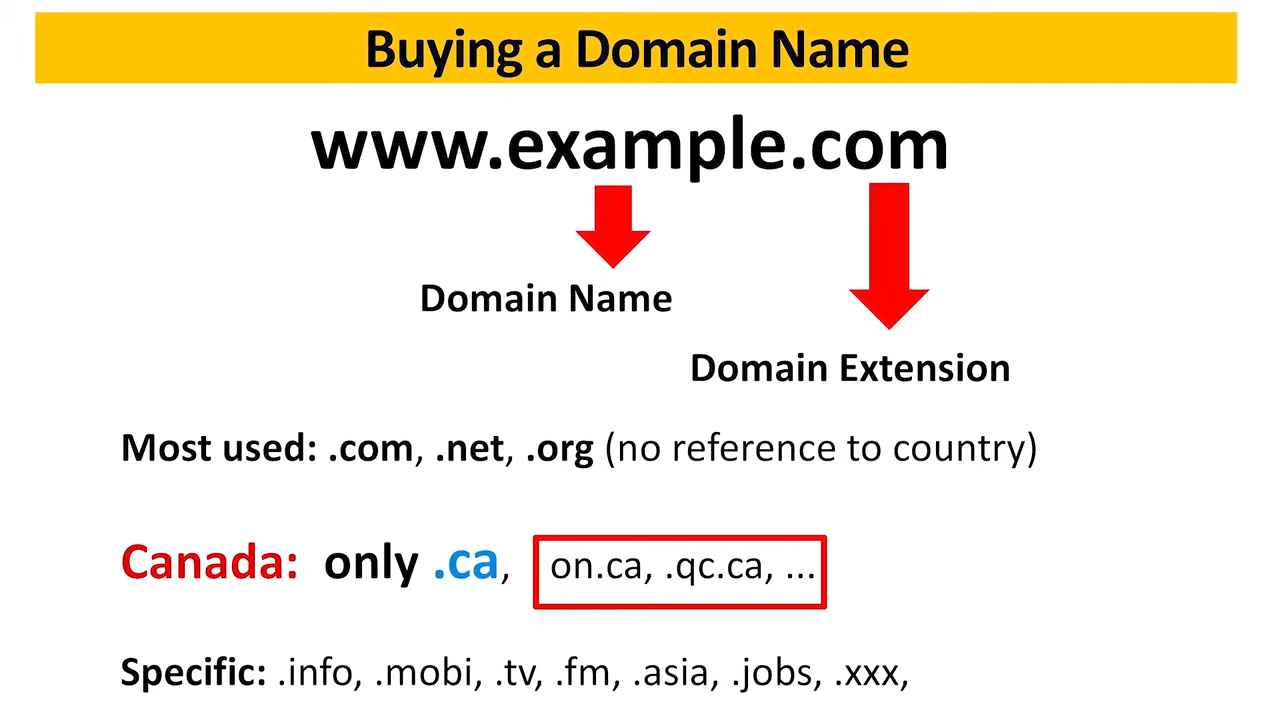 Buying a Domain Name
www.example.com
Domain Name
Domain Extension
Most used: .com, .net, .org (no reference to country)
Canada: only .ca, on.ca, .qc.ca, ...
Specific: .info, .mobi, .tv, .fm, .asia, .jobs, .xxx,